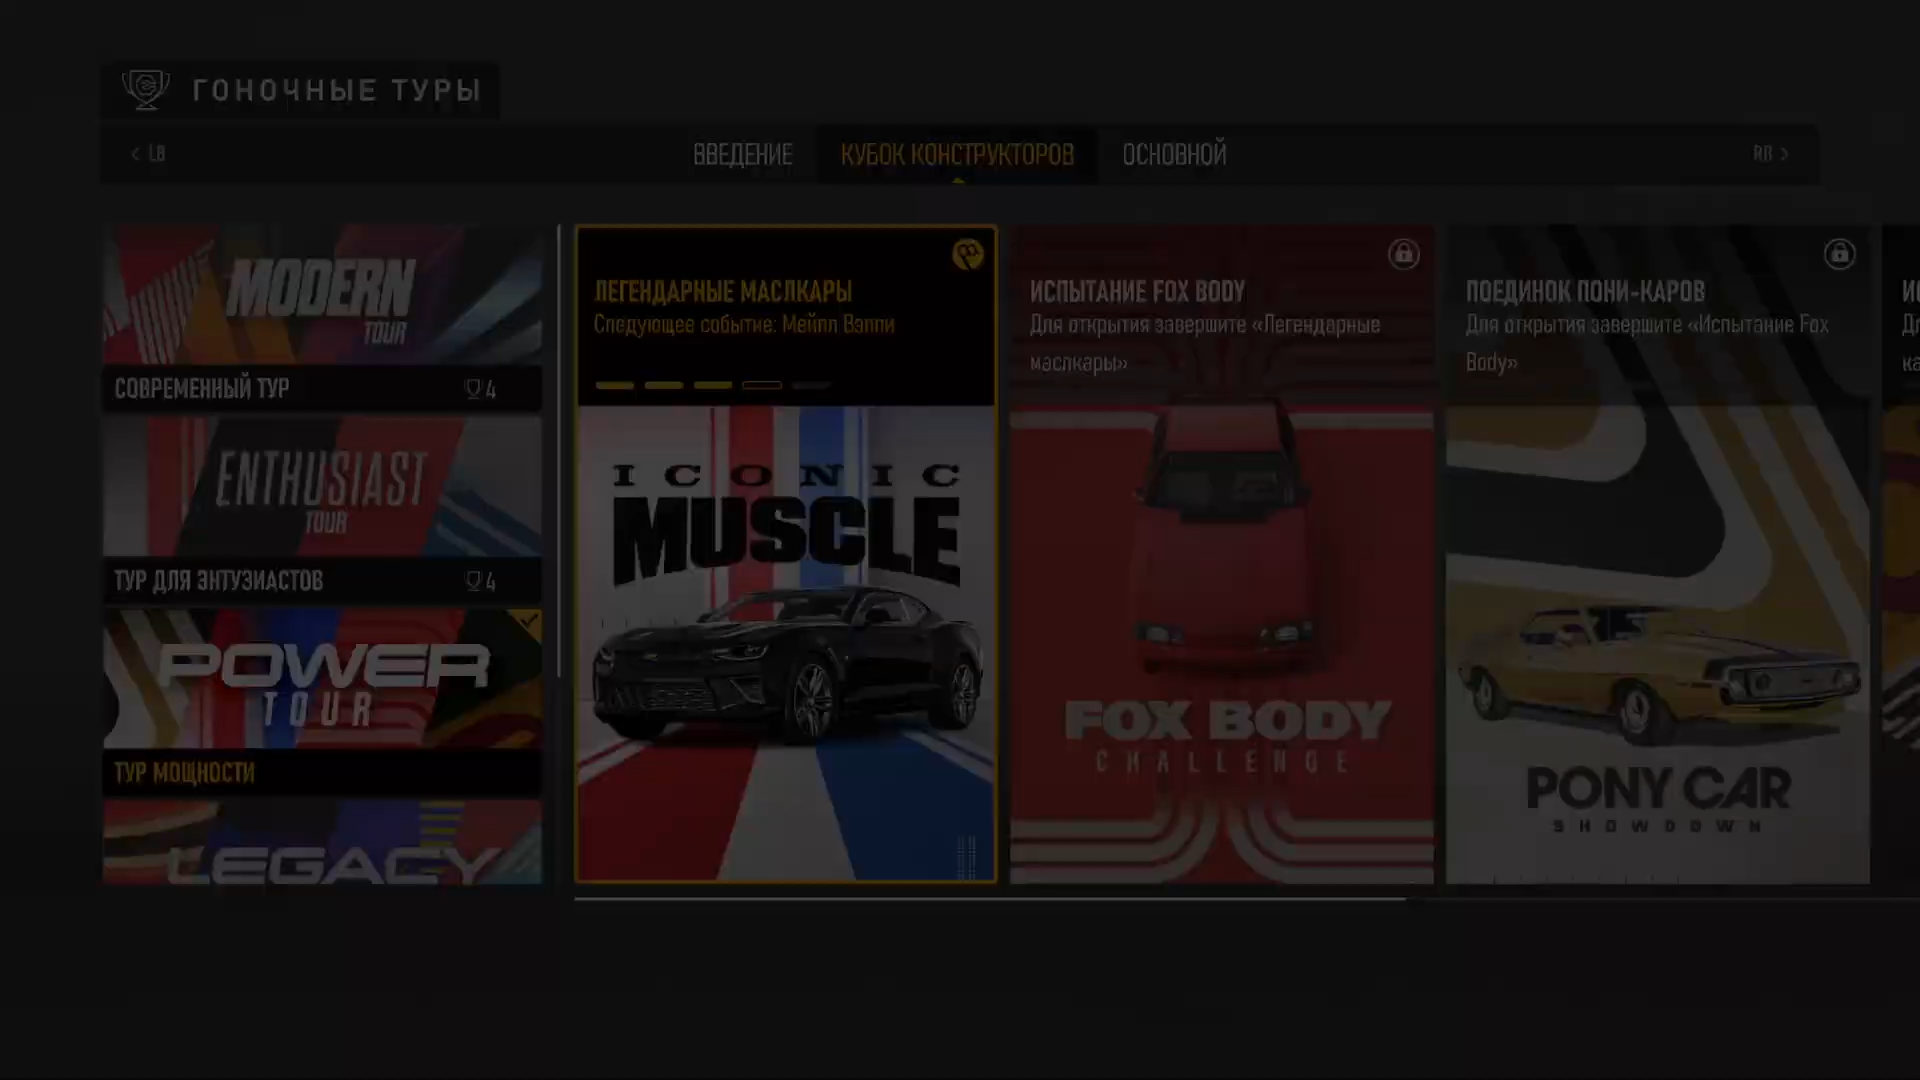 ГОНОЧНЫЕ ТУРЫ
LB
ВВЕДЕНИЕ
КУБОК КОНСТРУКТОРОВ
ОСНОВНОЙ
RB
MODERN
TOUR
СОВРЕМЕННЫЙ ТУР
4
ENTHUSIAST
TOUR
ТУР ДЛЯ ЭНТУЗИАСТОВ
4
POWER
TOUR
ТУР МОЩНОСТИ
LEGACY
ЛЕГЕНДАРНЫЕ МАСЛКАРЫ
Следующее событие: Мейпл Вэлли
ICONIC
MUSCLE
ИСПЫТАНИЕ FOX BODY
Для открытия завершите «Легендарные
маслкары»
FOX BODY
CHALLENGE
ПОЕДИНОК ПОНИ-КАРОВ
Для открытия завершите «Испытание Fox
Body»
PONY CAR
SHOWDOWN